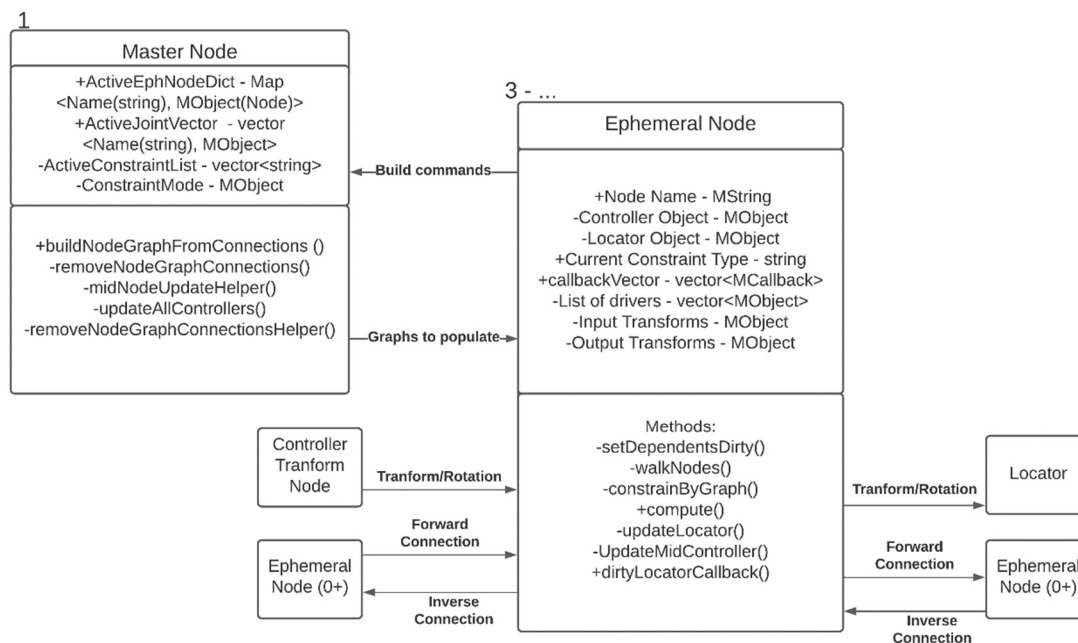 1
Master Node
+ActiveEphNodeDict - Map
<Name(string), MObject(Node)>
+ActiveJointVector - vector
<Name(string), MObject>
-ActiveConstraintList - vector<string>
-ConstraintMode - MObject
+buildNodeGraphFromConnections ()
-removeNodeGraphConnections()
-midNodeUpdateHelper()
-updateAllControllers()
-removeNodeGraphConnectionsHelper()
Build commands
Graphs to populate
3 - ...
Ephemeral Node
+Node Name - MString
-Controller Object - MObject
-Locator Object - MObject
+Current Constraint Type - string
+callbackVector - vector<MCallback>
-List of drivers - vector<MObject>
-Input Transforms - MObject
-Output Transforms - MObject
Methods:
-setDependentsDirty()
-walkNodes()
-constrainByGraph()
+compute()
-updateLocator()
-UpdateMidController()
+dirtyLocatorCallback()
Controller
Tranform
Node
Tranform/Rotation
Forward
Connection
Ephemeral
Node (0+)
Inverse
Connection
Tranform/Rotation
Locator
Forward
Connection
Ephemeral
Node (0+)
Inverse
Connection